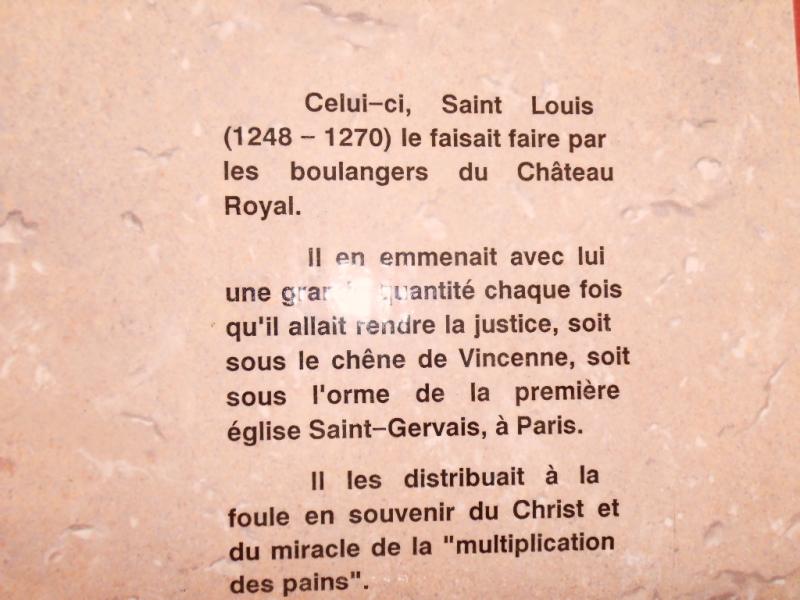 Celui-ci, Saint Louis
(1248 - 1270) le faisait faire par
les boulangers du Château
Royal.
Il en emmenait avec lui
une quantité chaque fois
qu'il allait rendre la justice, soit
sous le chêne de Vincenne, soit
sous l'orme de la première
église Saint-Gervais, à Paris.
Il les distribuait à la
foule en souvenir du Christ et
du miracle de la "multiplication
des pains".